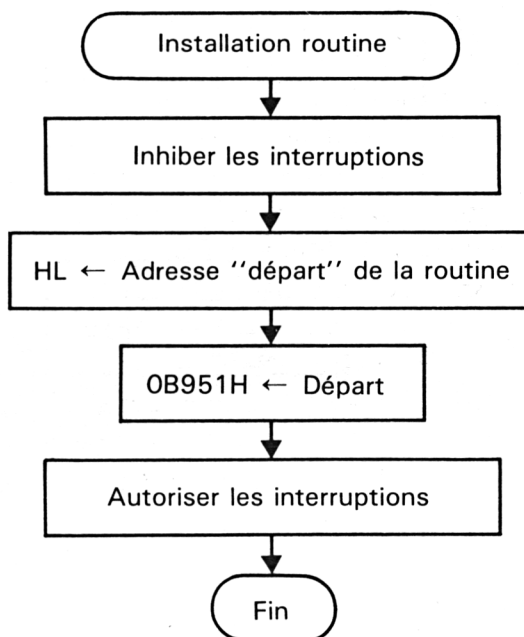 Installation routine
Inhiber les interruptions
HL ← Adresse ''départ'' de la routine
0B951H ← Départ
Autoriser les interruptions
Fin